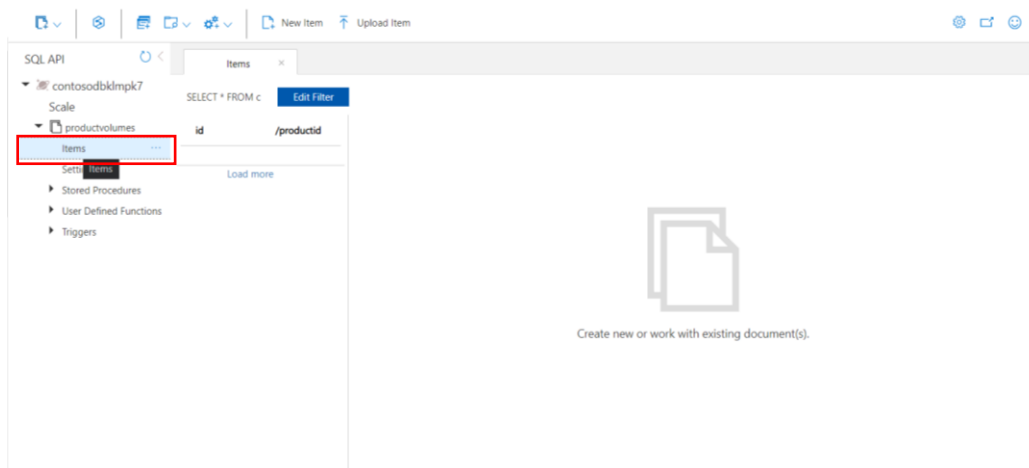 New Item
Upload Item
SQL API
Items
contosodbklmpk7
SELECT * FROM c
Edit Filter
Scale
productvolumes
id
/productid
Items
Setti
Items
Load more
Stored Procedures
User Defined Functions
Triggers
Create new or work with existing document(s).